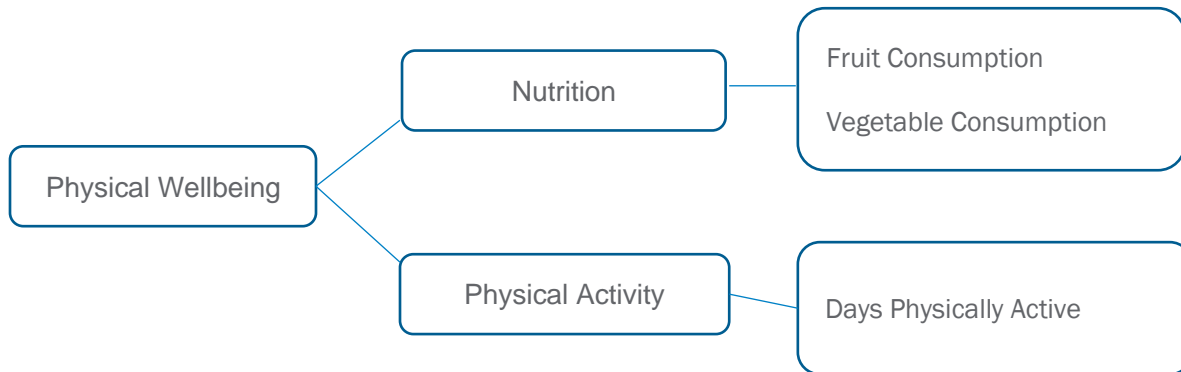 Physical Wellbeing
Nutrition
Fruit Consumption
Vegetable Consumption
Physical Activity
Days Physically Active